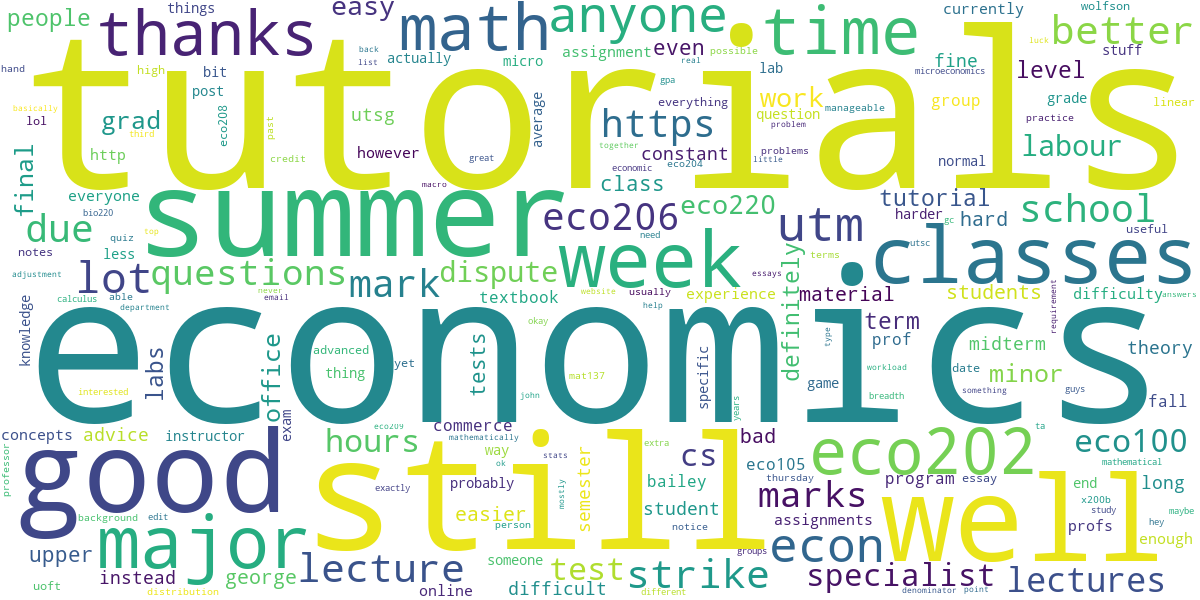 people
things
easy
currently
wolfson
thanks
math
anyone
time
better
back
list
actually
micro
assignment
even
real
possible
luck
stuff
hand
high
bit
post
lab
fine
microeconomics
level
tutorials
basically
lol
third
grad
http
eco208
past
credit
utsg
however
average
great
gpa
everything
https
together
constant
economic
eco204
work
question
problem
problems
little
manageable
group
grade
linear
practice
normal
labour
final
everyone
bio220
macro
class
eco206
eco220
need
tutorial
harder
gc
hard
useful
school
due
notes
quiz
less
top
summer
week
utm
utsc
classes
terms
adjustment
lot
questions
mark
dispute
definitely
essays
answers
calculus
able
department
never
email
website
textbook
usually
help
experience
material
students
requirement
difficulty
knowledge
economics
okay
term
prof
midterm
theory
advanced
thing
yet
interested
labs
office
tests
mat137
john
specific
years
game
type
workload
breadth
date
something
minor
guys
fall
concepts
advice
instructor
exam
eco209
hours
commerce
mathematically
way
ok
extra
stats
bad
cs
eco105
thursday
eco202
ta
eco100
mathematical
professor
good
still
exactly
probably
mostly
semester
bailey
marks
program
essay
well
end
x200b
study
long
maybe
background
edit
easier
person
student
notice
assignments
profs
hey
enough
upper
major
lecture
someone
groups
econ
uoft
instead
george
distribution
online
difficult
test
different
strike
specialist
denominator
point
lectures